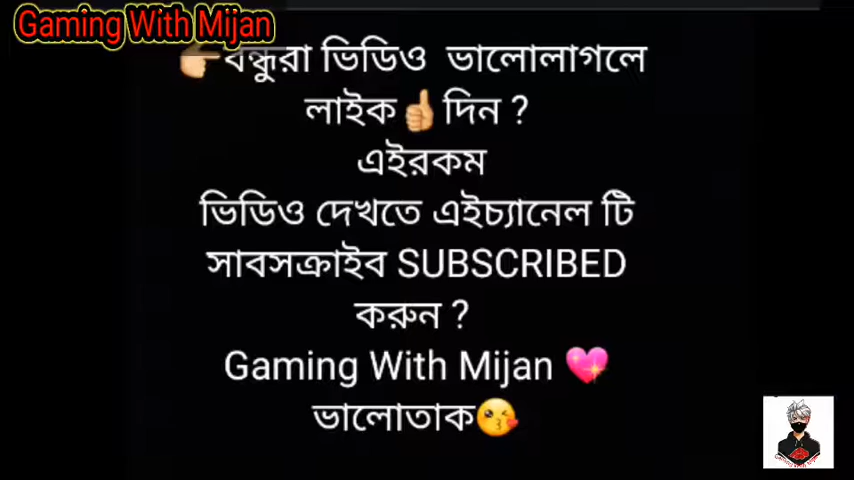 Gaming With Mijan
👉বন্ধুরা ভিডিও ভালোলাগলে
লাইক👍দিন ?
এইরকম
ভিডিও দেখতে এইচ্যানেল টি
সাবসক্রাইব SUBSCRIBED
করুন ?
Gaming With Mijan 💖
ভালোতাক😘